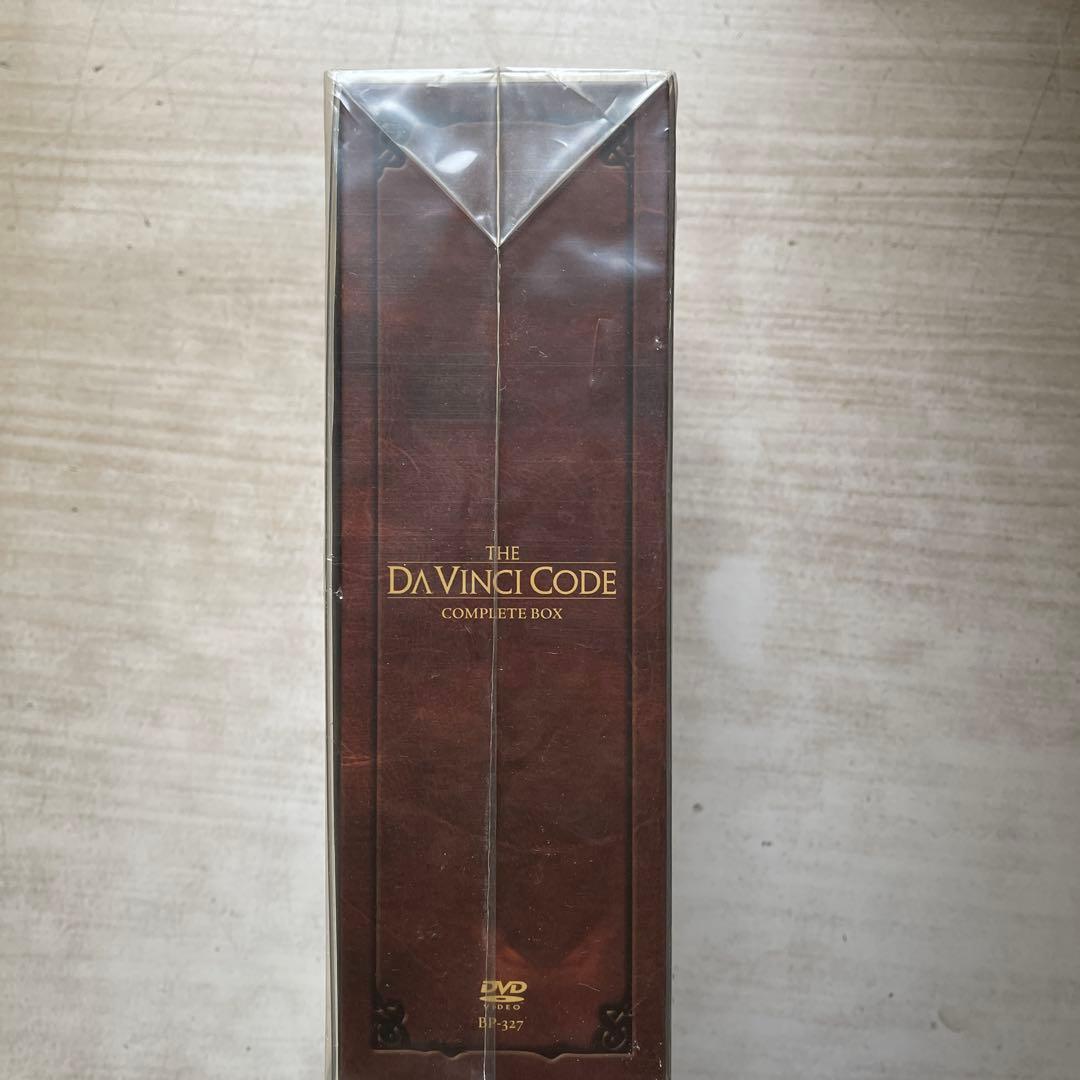 THE
DA VINCI CODE
COMPLETE BOX
DVD
VIDEO
BP-327